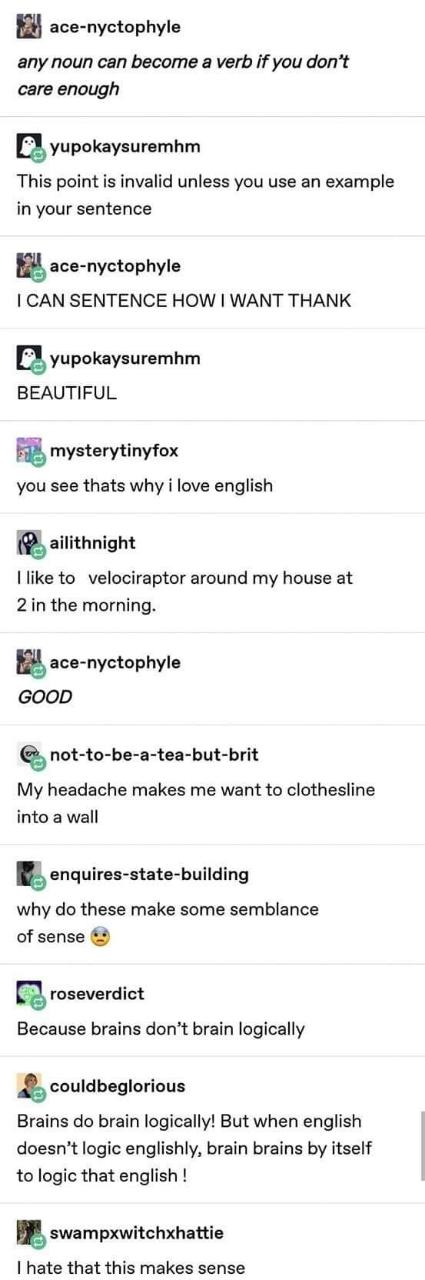 ace-nyctophyle
any noun can become a verb if you don't
care enough
yupokaysuremhm
This point is invalid unless you use an example
in your sentence
ace-nyctophyle
I CAN SENTENCE HOW I WANT THANK
yupokaysuremhm
BEAUTIFUL
mysterytinyfox
you see thats why i love english
ailithnight
I like to velociraptor around my house at
2 in the morning.
ace-nyctophyle
GOOD
not-to-be-a-tea-but-brit
My headache makes me want to clothesline
into a wall
enquires-state-building
why do these make some semblance
of sense 😨
roseverdict
Because brains don't brain logically
couldbeglorious
Brains do brain logically! But when english
doesn't logic englishly, brain brains by itself
to logic that english !
swampxwitchxhattie
I hate that this makes sense